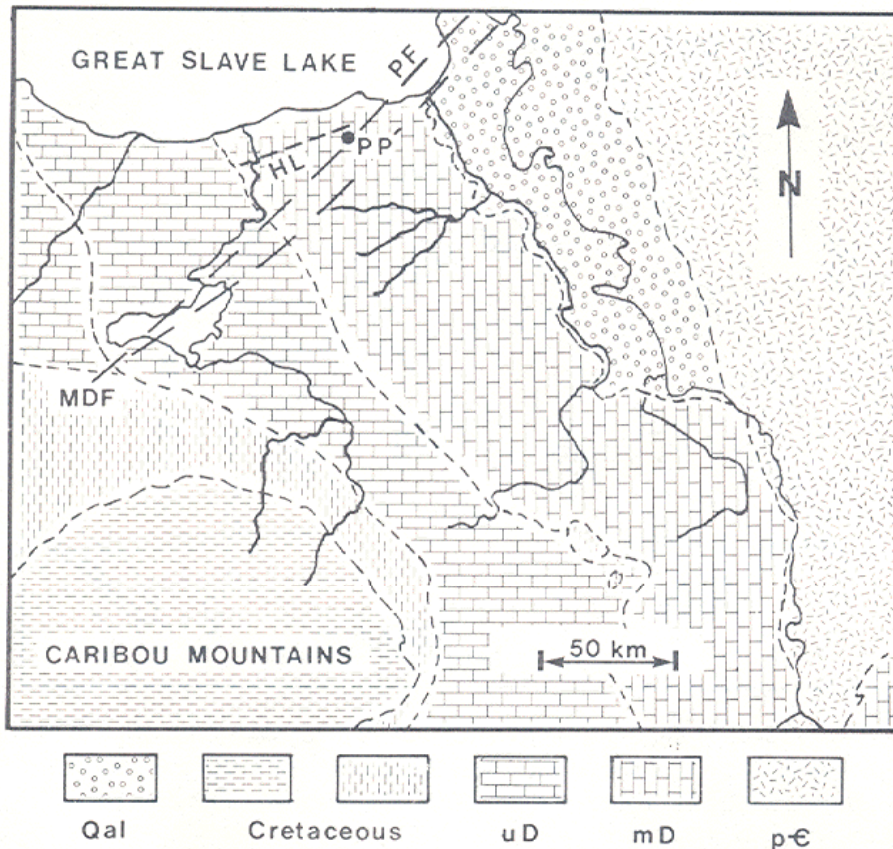 GREAT SLAVE LAKE
PF
PP
HL
N
MDF
50 km
CARIBOU MOUNTAINS
Qal Cretaceous uD mD p-Є